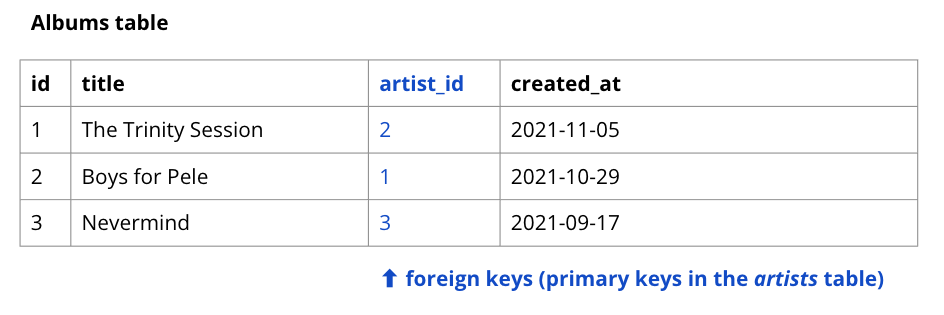 Albums table
id title artist_id created_at
1 The Trinity Session 2 2021-11-05
2 Boys for Pele 1 2021-10-29
3 Nevermind 3 2021-09-17
⬆ foreign keys (primary keys in the artists table)